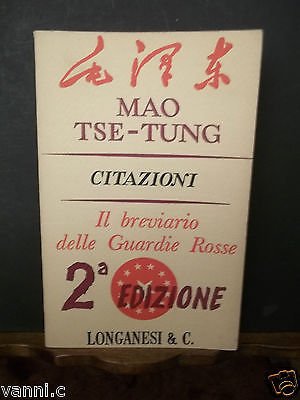 毛泽东
MAO
TSE-TUNG
CITAZIONI
Il breviario
delle Guardie Rosse
2ª EDIZIONE
LONGANESI & C.
vanni.c